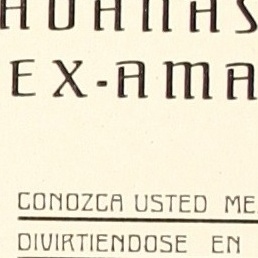 EX-AMA
CONOZCA USTED ME
DIVIRTIENDOSE EN